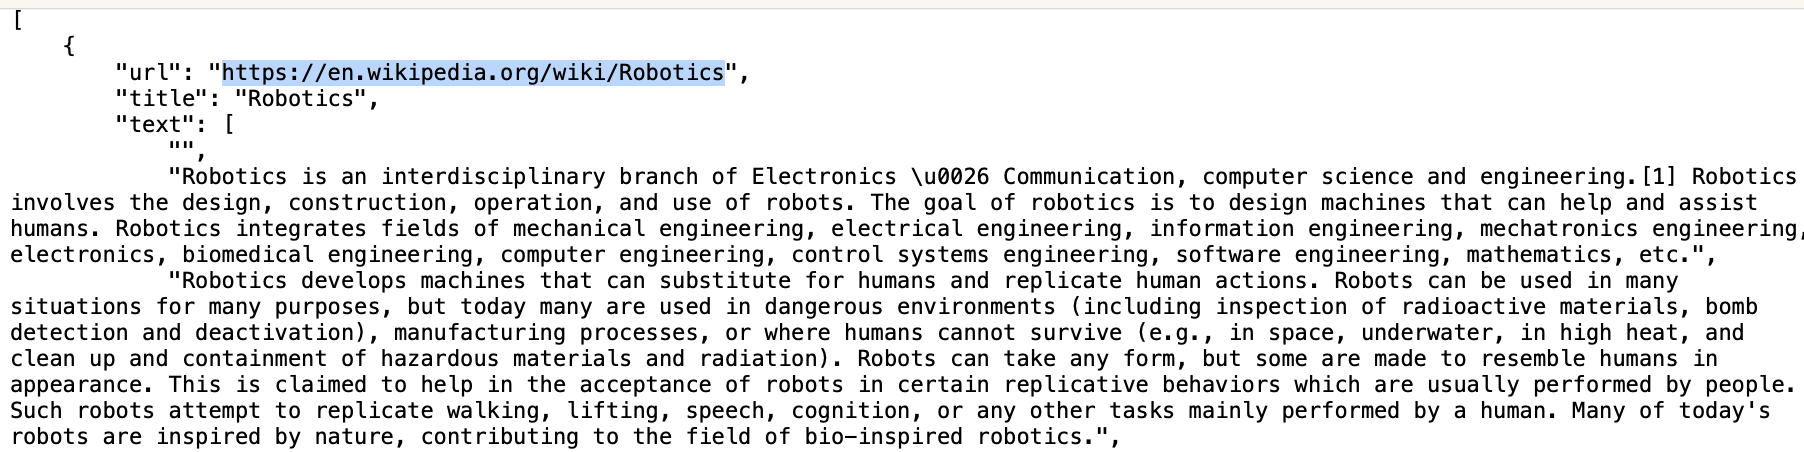 [
    {
        "url": "https://en.wikipedia.org/wiki/Robotics",
        "title": "Robotics",
        "text": [
            "",
            "Robotics is an interdisciplinary branch of Electronics \u0026 Communication, computer science and engineering.[1] Robotics
involves the design, construction, operation, and use of robots. The goal of robotics is to design machines that can help and assist
humans. Robotics integrates fields of mechanical engineering, electrical engineering, information engineering, mechatronics engineering,
electronics, biomedical engineering, computer engineering, control systems engineering, software engineering, mathematics, etc.",
            "Robotics develops machines that can substitute for humans and replicate human actions. Robots can be used in many
situations for many purposes, but today many are used in dangerous environments (including inspection of radioactive materials, bomb
detection and deactivation), manufacturing processes, or where humans cannot survive (e.g., in space, underwater, in high heat, and
clean up and containment of hazardous materials and radiation). Robots can take any form, but some are made to resemble humans in
appearance. This is claimed to help in the acceptance of robots in certain replicative behaviors which are usually performed by people.
Such robots attempt to replicate walking, lifting, speech, cognition, or any other tasks mainly performed by a human. Many of today's
robots are inspired by nature, contributing to the field of bio-inspired robotics.",